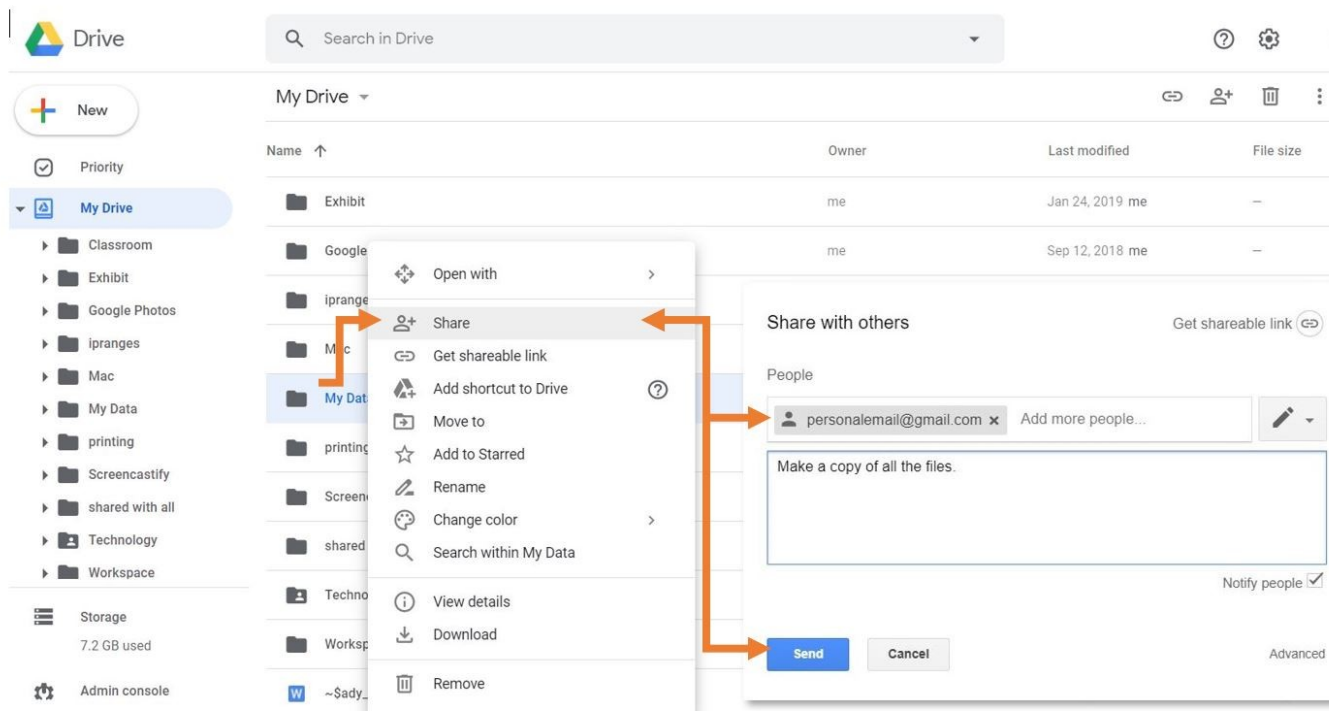 Drive
Search in Drive
New
My Drive
Name
Owner
Last modified
File size
Priority
My Drive
Classroom
Exhibit
Google Photos
ipranges
Mac
My Data
printing
Screencastify
shared with all
Technology
Workspace
Storage
7.2 GB used
Admin console
Exhibit me Jan 24, 2019 me –
Google me Sep 12, 2018 me –
iprange
M c
My Dat
printing
Screen
shared
Techno
Worksp
W ~$ady_
Open with
Share
Get shareable link
Add shortcut to Drive
Move to
Add to Starred
Rename
Change color
Search within My Data
View details
Download
Remove
Share with others
Get shareable link
People
personalemail@gmail.com × Add more people...
Make a copy of all the files.
Notify people
Send
Cancel
Advanced